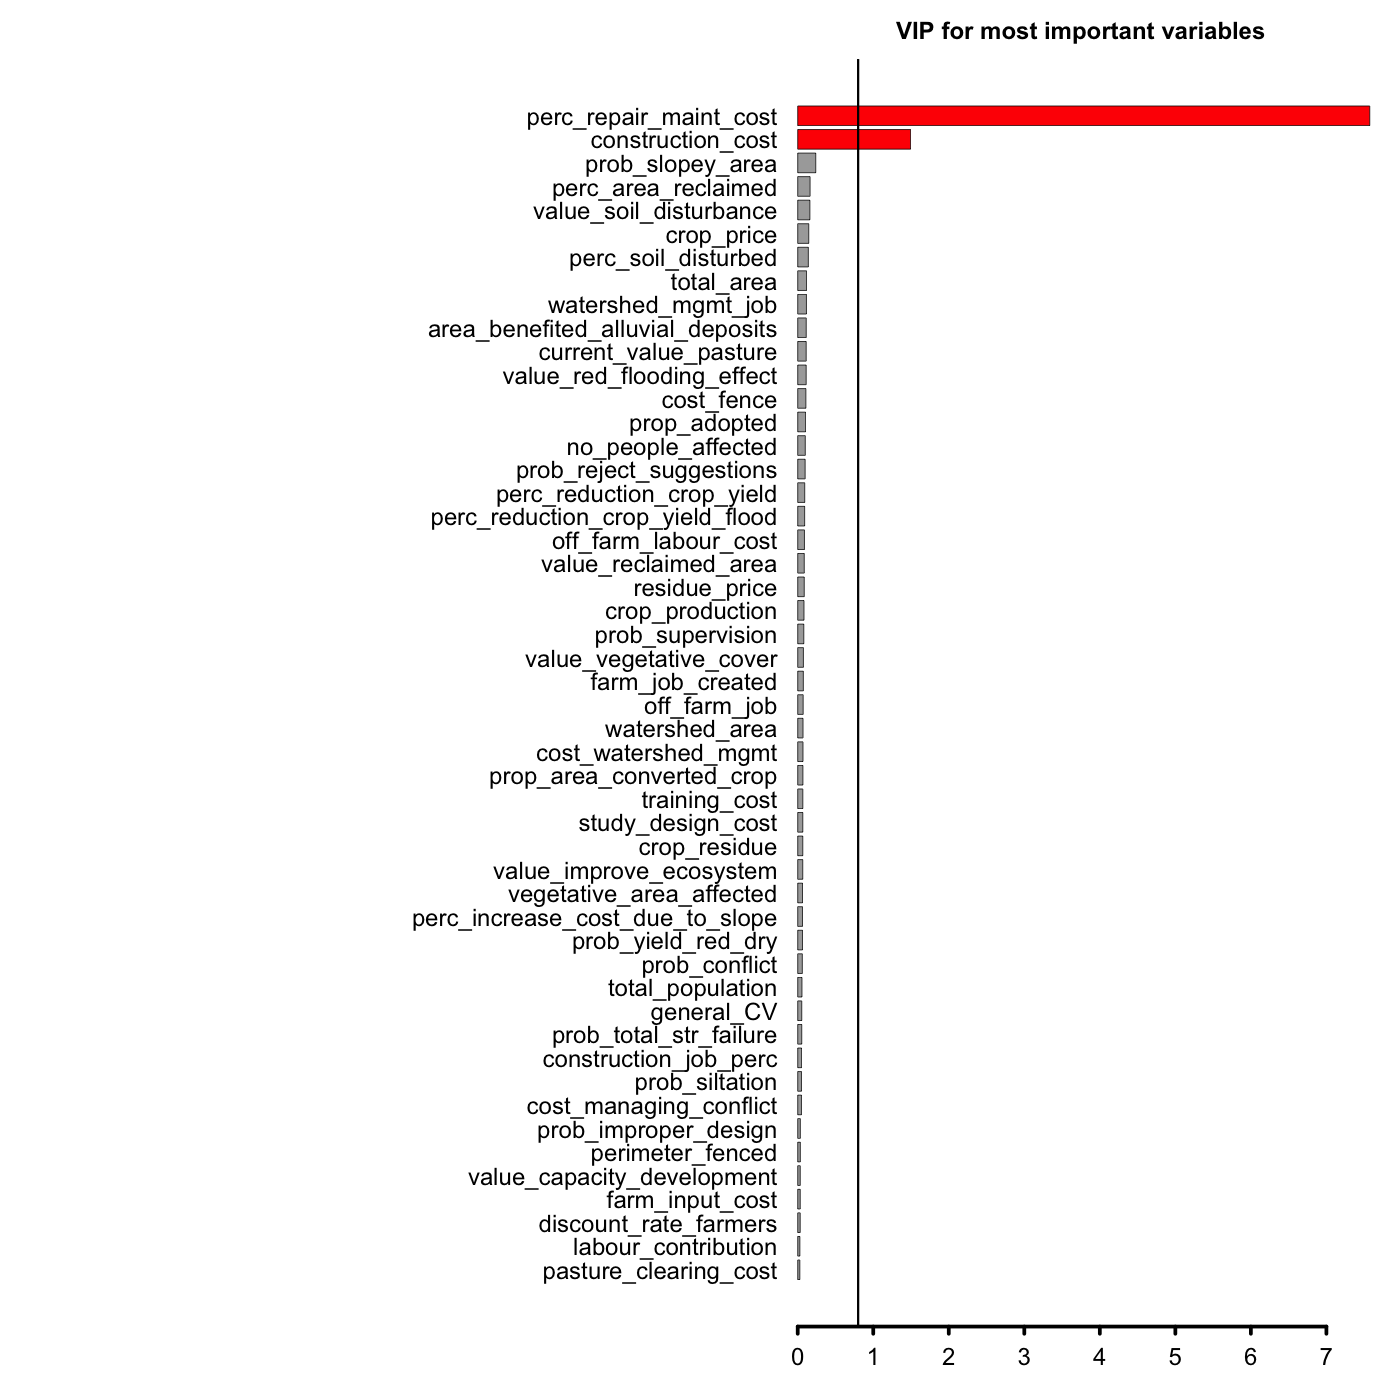 VIP for most important variables
perc_repair_maint_cost
construction_cost
prob_slopey_area
perc_area_reclaimed
value_soil_disturbance
crop_price
perc_soil_disturbed
total_area
watershed_mgmt_job
area_benefited_alluvial_deposits
current_value_pasture
value_red_flooding_effect
cost_fence
prop_adopted
no_people_affected
prob_reject_suggestions
perc_reduction_crop_yield
perc_reduction_crop_yield_flood
off_farm_labour_cost
value_reclaimed_area
residue_price
crop_production
prob_supervision
value_vegetative_cover
farm_job_created
off_farm_job
watershed_area
cost_watershed_mgmt
prop_area_converted_crop
training_cost
study_design_cost
crop_residue
value_improve_ecosystem
vegetative_area_affected
perc_increase_cost_due_to_slope
prob_yield_red_dry
prob_conflict
total_population
general_CV
prob_total_str_failure
construction_job_perc
prob_siltation
cost_managing_conflict
prob_improper_design
perimeter_fenced
value_capacity_development
farm_input_cost
discount_rate_farmers
labour_contribution
pasture_clearing_cost
0 1 2 3 4 5 6 7